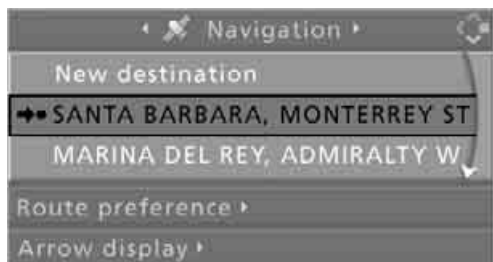 Navigation
New destination
SANTA BARBARA, MONTERREY ST
MARINA DEL REY, ADMIRALTY W
Route preference
Arrow display